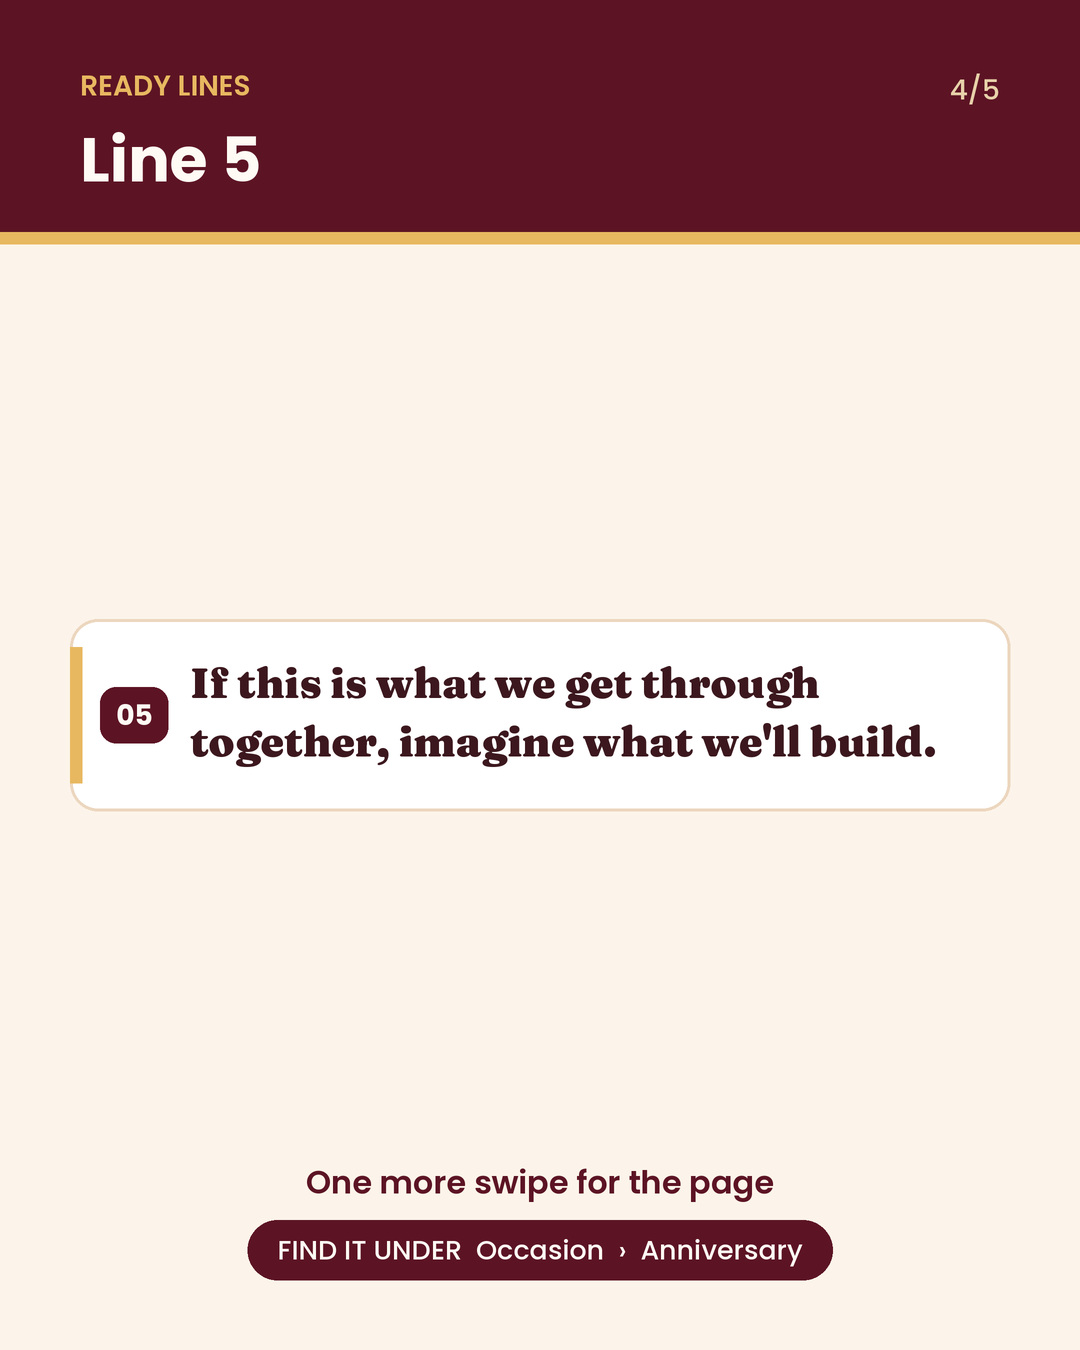 READY LINES
4/5
Line 5
05
If this is what we get through
together, imagine what we'll build.
One more swipe for the page
FIND IT UNDER Occasion › Anniversary